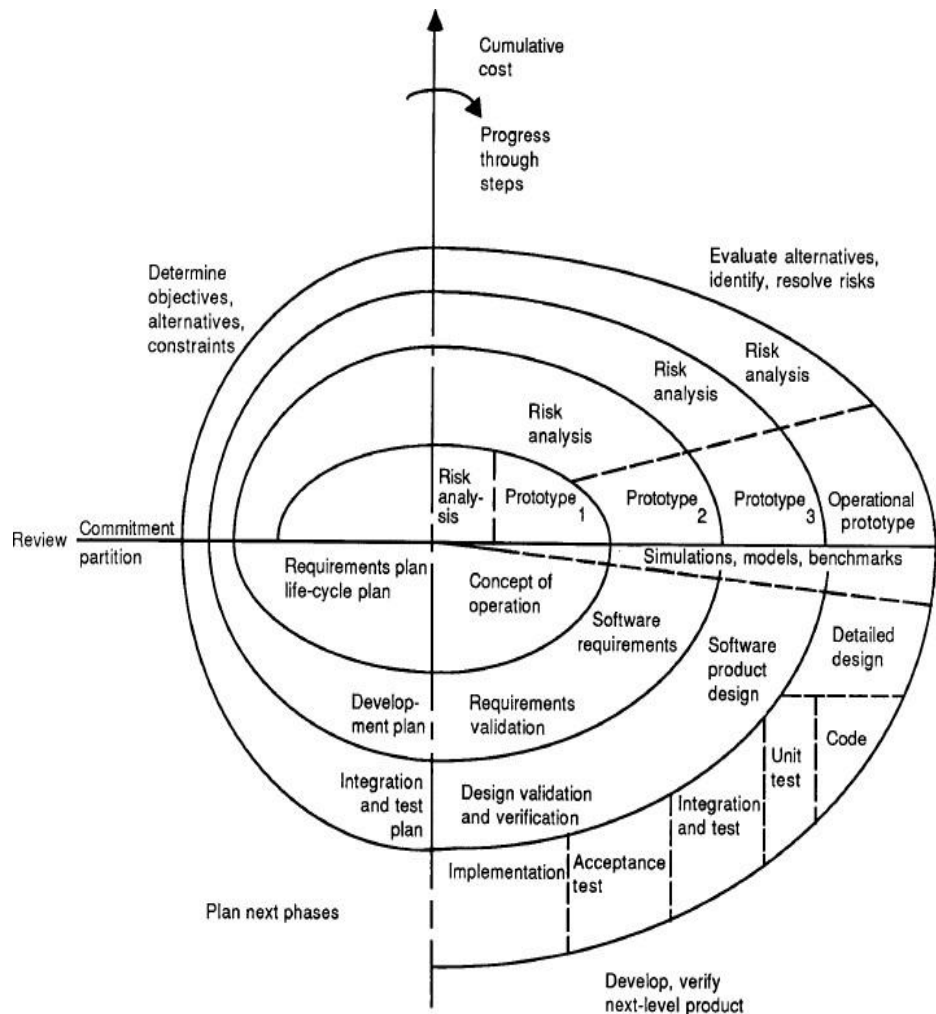 Cumulative
cost
Progress
through
steps
Determine
objectives,
alternatives,
constraints
Evaluate alternatives,
identify, resolve risks
Risk
analysis
Risk
analysis
Risk
analysis
Risk
analy-
sis
Prototype 1
Prototype 2
Prototype 3
Operational
prototype
Review
Commitment
partition
Simulations, models, benchmarks
Requirements plan
life-cycle plan
Concept of
operation
Software
requirements
Software
product
design
Detailed
design
Develop-
ment plan
Requirements
validation
Code
Unit
test
Integration
and test
plan
Design validation
and verification
Integration
and test
Implementation
Acceptance
test
Plan next phases
Develop, verify
next-level product